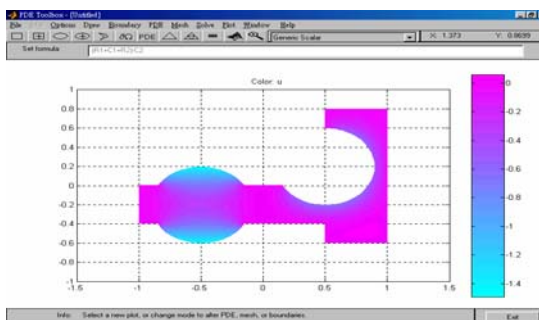 PDE Toolbox - [Untitled]
File Options Draw Boundary PDE Mesh Solve Plot Window Help
PDE Generic Scalar X: 1.373 Y: 0.8699
Set formula: (R1+C1+R2)-C2
Color: u
1
0.8
0.6
0.4
0.2
0
-0.2
-0.4
-0.6
-0.8
-1
-1.5 -1 -0.5 0 0.5 1 1.5
0
-0.2
-0.4
-0.6
-0.8
-1
-1.2
-1.4
Info: Select a new plot, or change mode to alter PDE, mesh, or boundaries. Exit